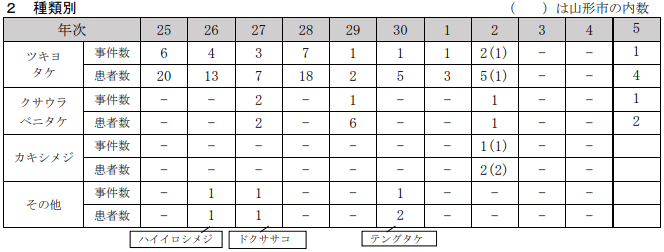 2 種類別 （　）は山形市の内数
年次 25 26 27 28 29 30 1 2 3 4 5
ツキヨタケ 事件数 6 4 3 7 1 1 1 2(1) － － 1
患者数 20 13 7 18 2 5 3 5(1) － － 4
クサウラベニタケ 事件数 － － 2 － 1 － － 1 － － 1
患者数 － － 2 － 6 － － 1 － － 2
カキシメジ 事件数 － － － － － － － 1(1) － －
患者数 － － － － － － － 2(2) － －
その他 事件数 － 1 1 － － 1 － － － －
患者数 － 1 1 － － 2 － － － －
ハイイロシメジ ドクササコ テングタケ